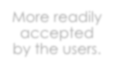 More readily
accepted
by the users.